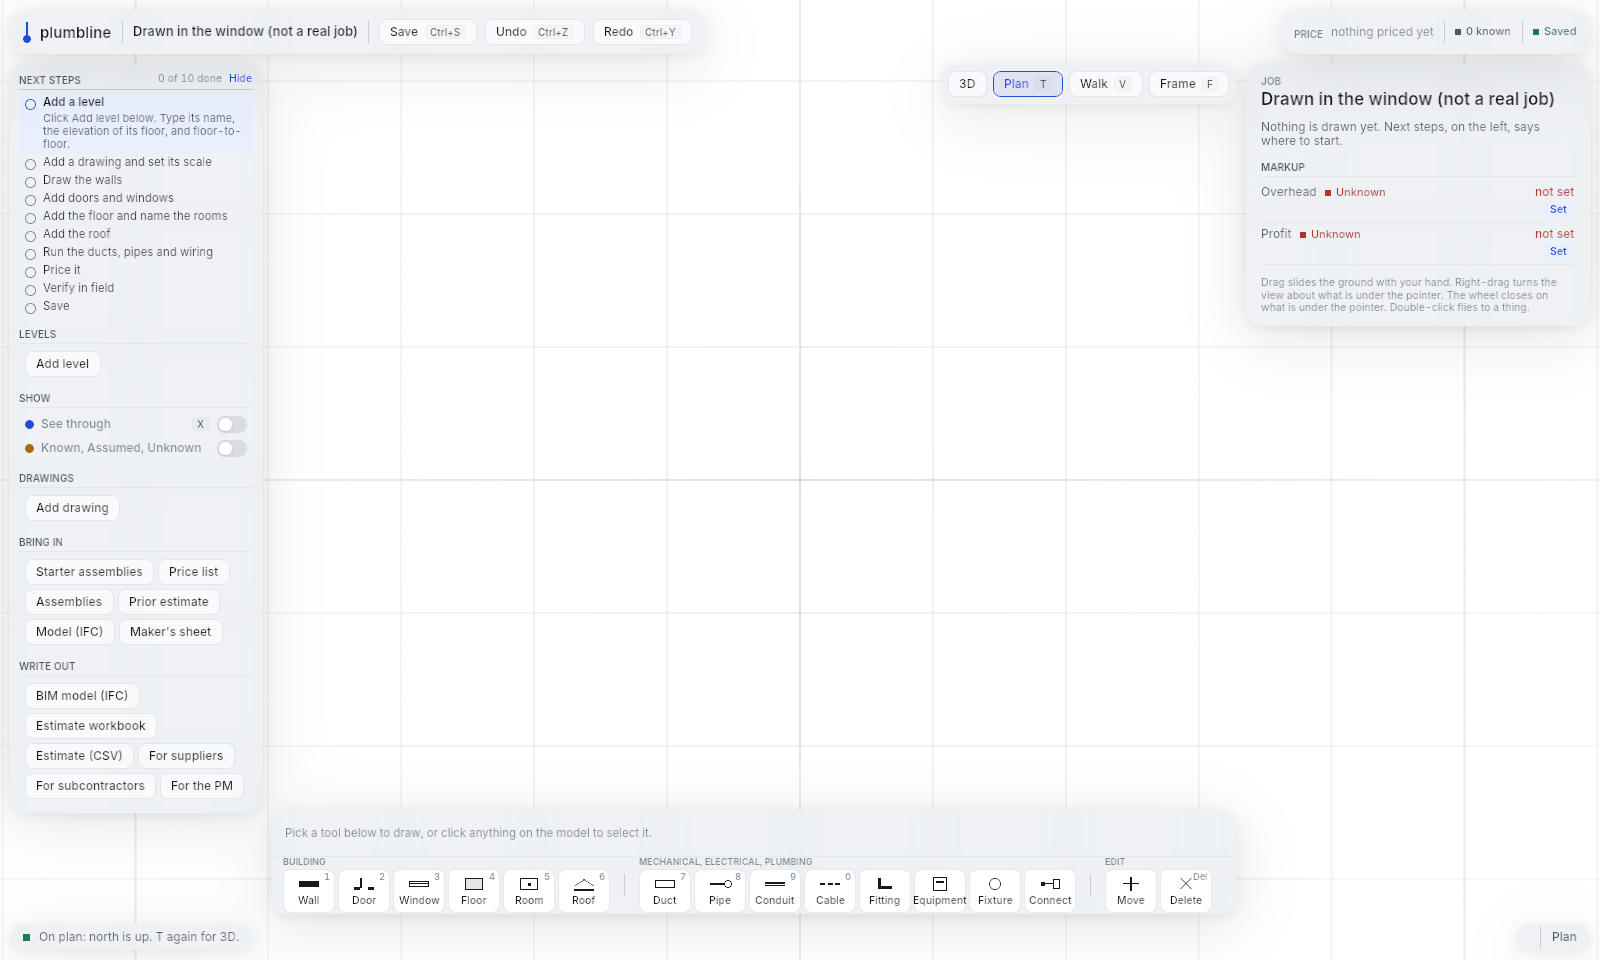 plumbline
Drawn in the window (not a real job)
Save Ctrl+S
Undo Ctrl+Z
Redo Ctrl+Y
PRICE nothing priced yet
0 known
Saved
NEXT STEPS 0 of 10 done Hide
Add a level
Click Add level below. Type its name,
the elevation of its floor, and floor-to-
floor.
Add a drawing and set its scale
Draw the walls
Add doors and windows
Add the floor and name the rooms
Add the roof
Run the ducts, pipes and wiring
Price it
Verify in field
Save
LEVELS
Add level
SHOW
See through X
Known, Assumed, Unknown
DRAWINGS
Add drawing
BRING IN
Starter assemblies Price list
Assemblies Prior estimate
Model (IFC) Maker's sheet
WRITE OUT
BIM model (IFC)
Estimate workbook
Estimate (CSV) For suppliers
For subcontractors For the PM
3D
Plan T
Walk V
Frame F
JOB
Drawn in the window (not a real job)
Nothing is drawn yet. Next steps, on the left, says
where to start.
MARKUP
Overhead Unknown not set
Set
Profit Unknown not set
Set
Drag slides the ground with your hand. Right-drag turns the
view about what is under the pointer. The wheel closes on
what is under the pointer. Double-click flies to a thing.
Pick a tool below to draw, or click anything on the model to select it.
BUILDING
1 Wall
2 Door
3 Window
4 Floor
5 Room
6 Roof
MECHANICAL, ELECTRICAL, PLUMBING
7 Duct
8 Pipe
9 Conduit
0 Cable
Fitting
Equipment
Fixture
Connect
EDIT
Move
Del Delete
On plan: north is up. T again for 3D.
Plan